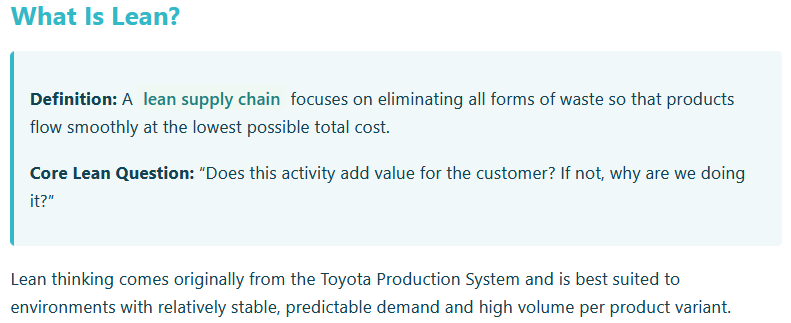 What Is Lean?
Definition: A lean supply chain focuses on eliminating all forms of waste so that products
flow smoothly at the lowest possible total cost.
Core Lean Question: “Does this activity add value for the customer? If not, why are we doing
it?”
Lean thinking comes originally from the Toyota Production System and is best suited to
environments with relatively stable, predictable demand and high volume per product variant.